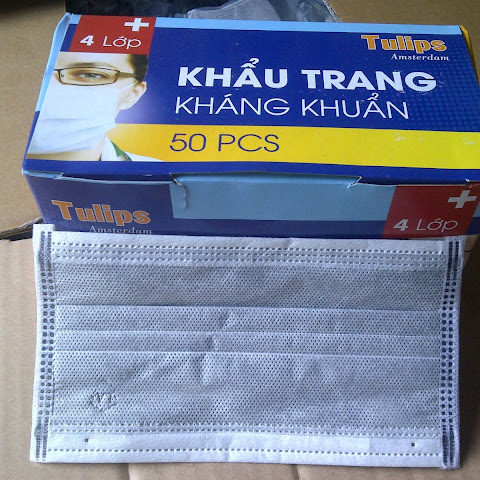 4 Lớp
Tulips
Amsterdam
KHẨU TRANG
KHÁNG KHUẨN
50 PCS
Tulips
Amsterdam
4 Lớp